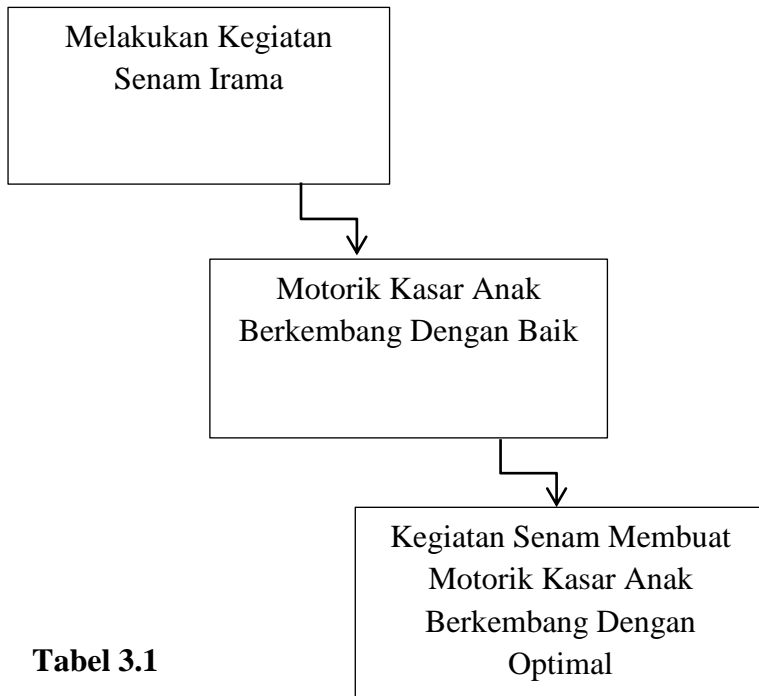 Melakukan Kegiatan
Senam Irama
Motorik Kasar Anak
Berkembang Dengan Baik
Kegiatan Senam Membuat
Motorik Kasar Anak
Berkembang Dengan
Optimal
Tabel 3.1